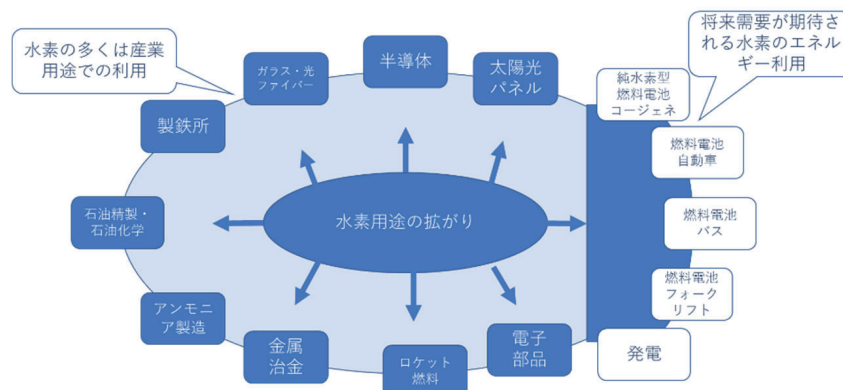 水素の多くは産業
用途での利用
将来需要が期待さ
れる水素のエネル
ギー利用
ガラス・光
ファイバー
半導体
太陽光
パネル
純水素型
燃料電池
コージェネ
製鉄所
燃料電池
自動車
石油精製・
石油化学
水素用途の拡がり
燃料電池
バス
アンモニ
ア製造
燃料電池
フォーク
リフト
金属
冶金
ロケット
燃料
電子
部品
発電